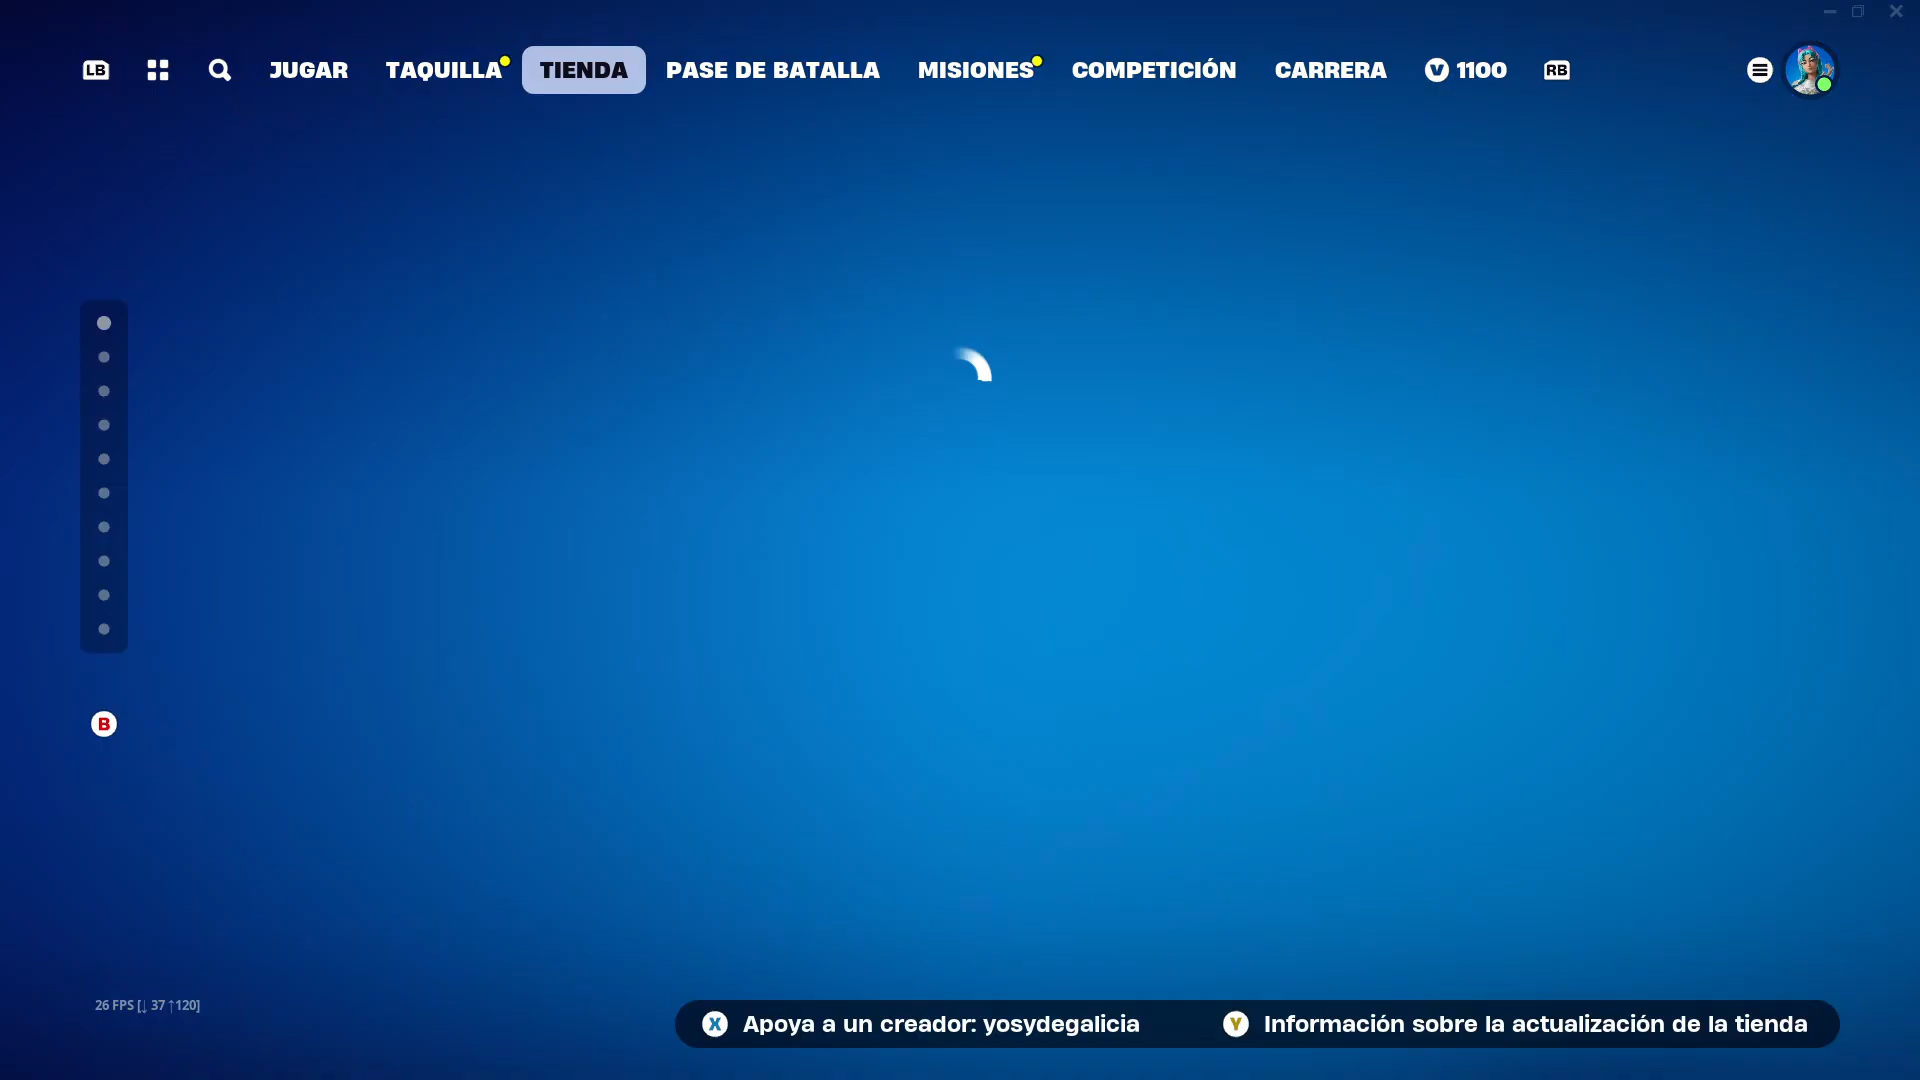 LB JUGAR TAQUILLA TIENDA PASE DE BATALLA MISIONES COMPETICIÓN CARRERA V 1100 RB
B
26 FPS [↓ 37 ↑120]
X Apoya a un creador: yosydegalicia Y Información sobre la actualización de la tienda